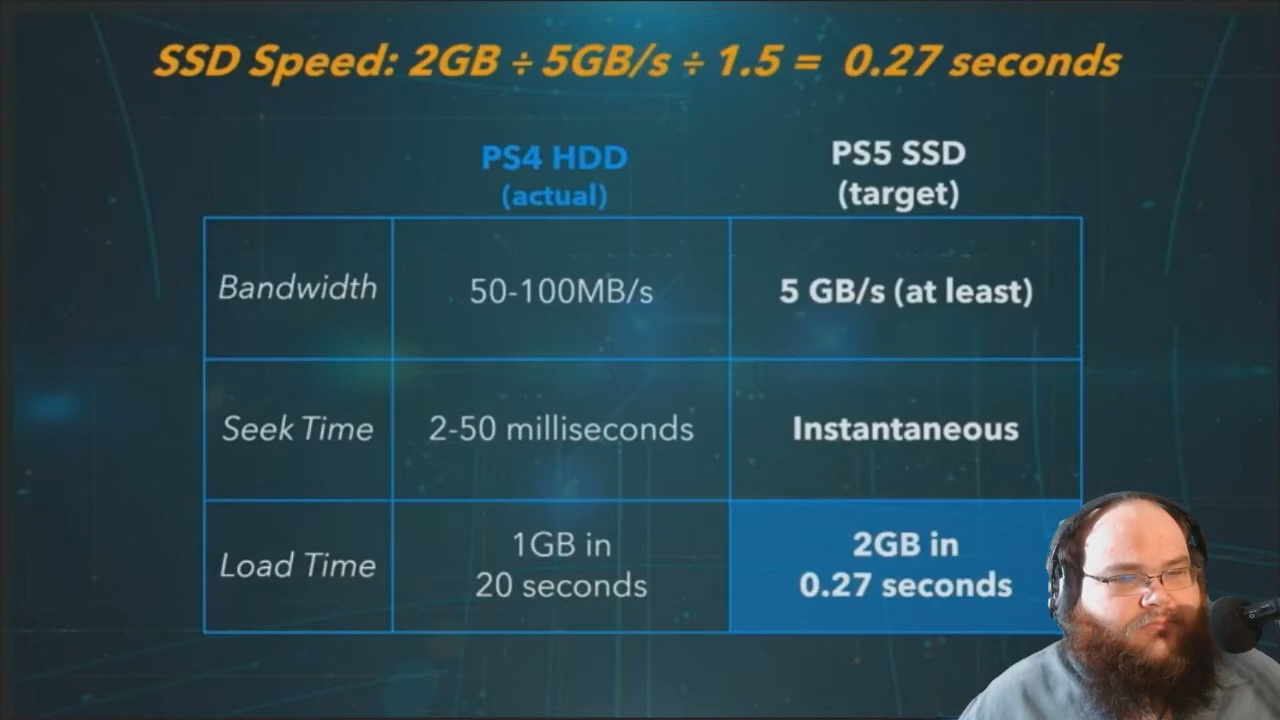 SSD Speed: 2GB ÷ 5GB/s ÷ 1.5 = 0.27 seconds
PS4 HDD
(actual)
PS5 SSD
(target)
Bandwidth
50-100MB/s
5 GB/s (at least)
Seek Time
2-50 milliseconds
Instantaneous
Load Time
1GB in
20 seconds
2GB in
0.27 seconds